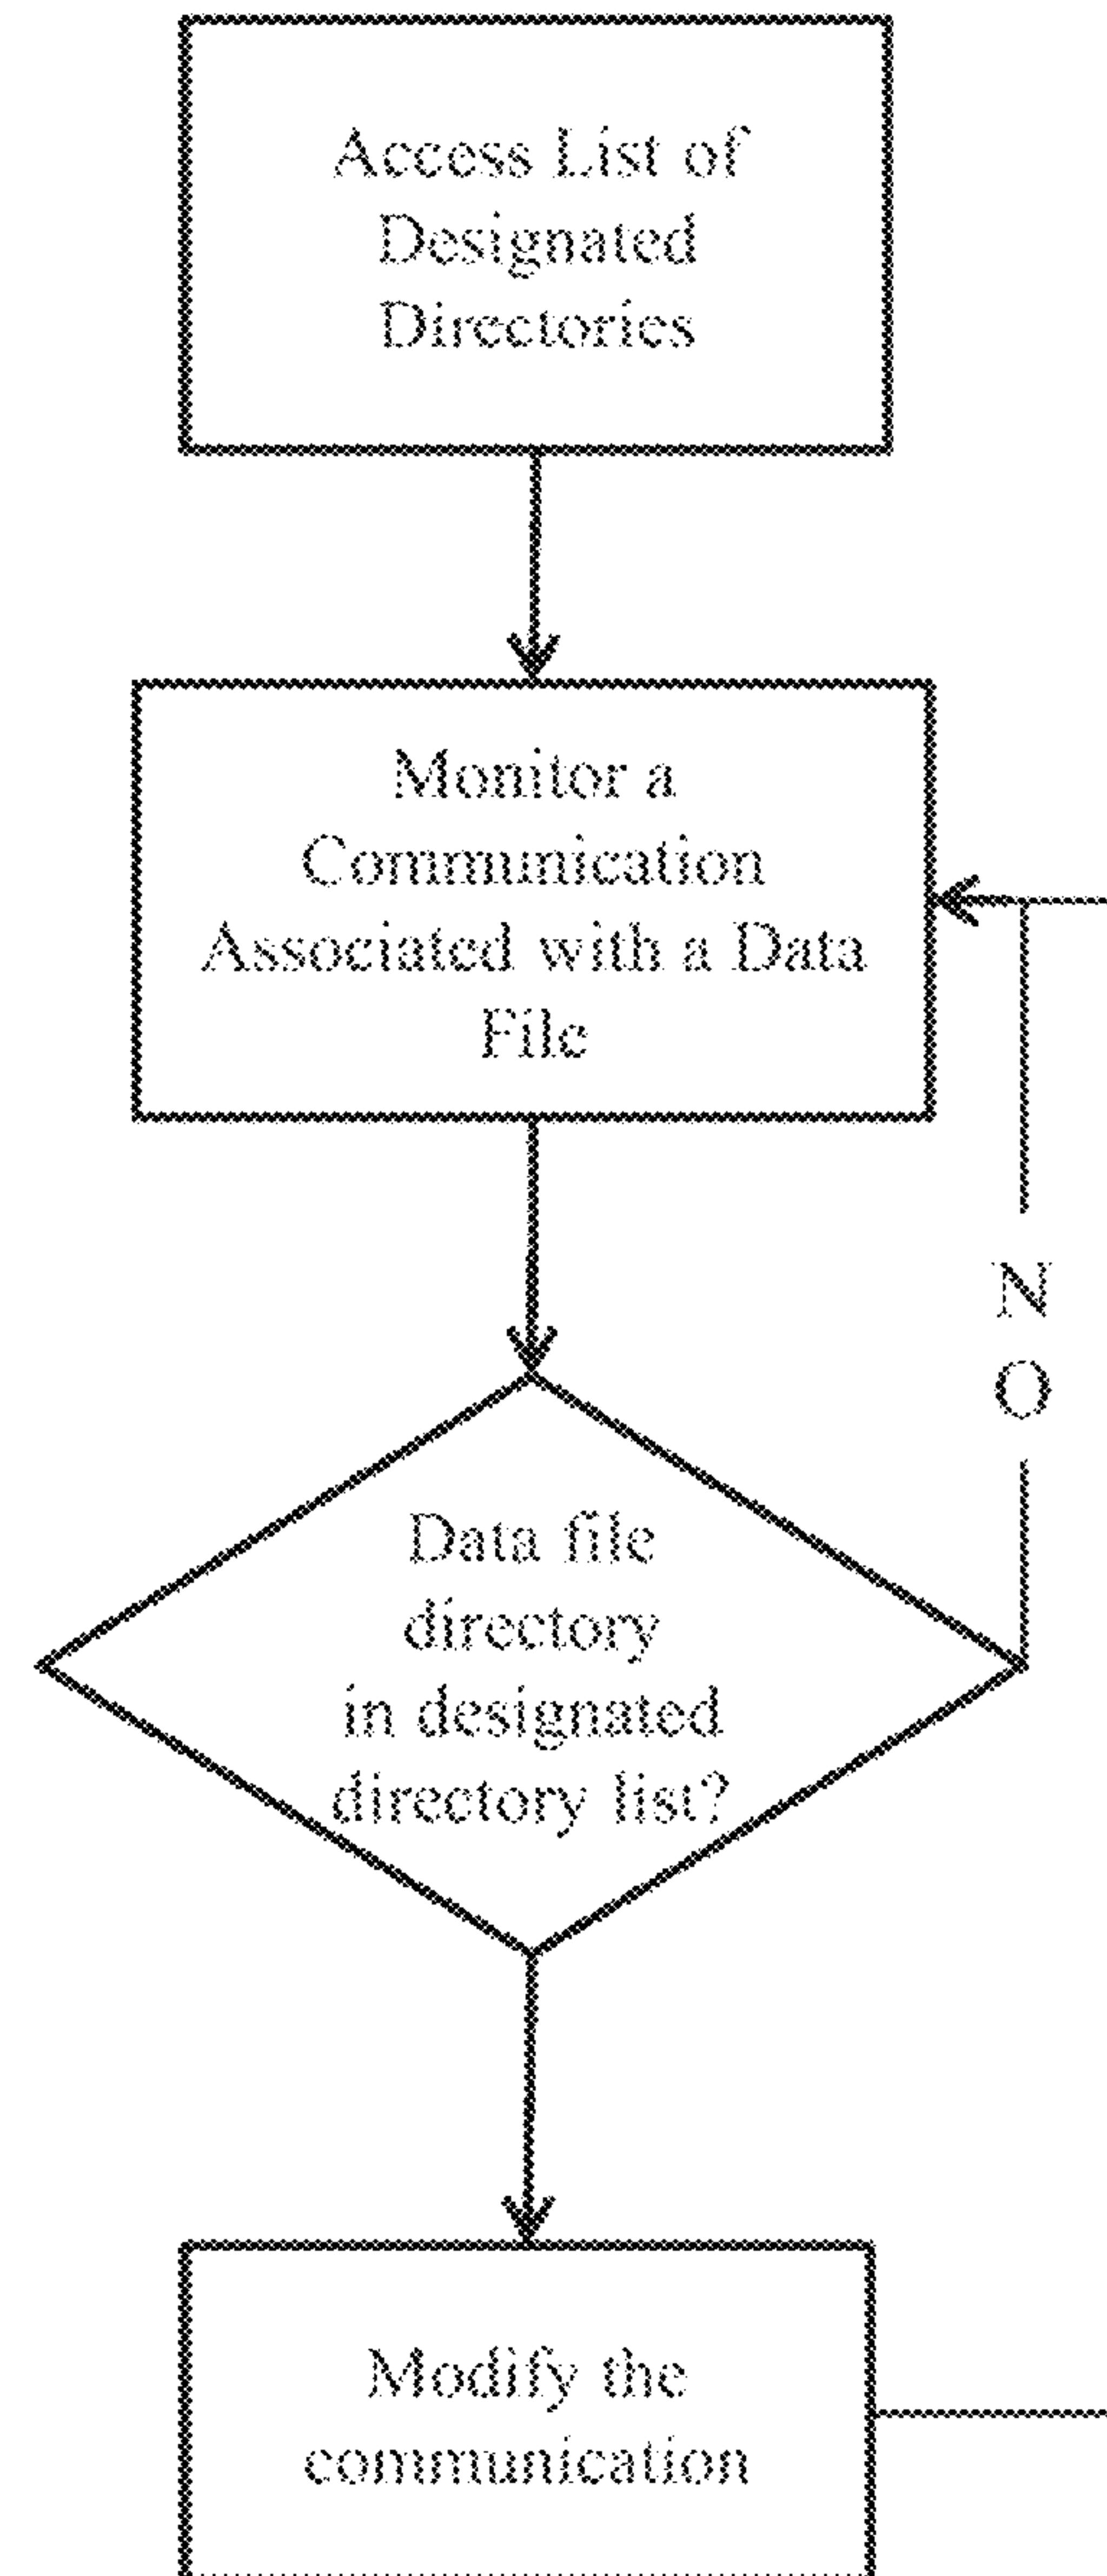 Access List of
Designated
Directories
Monitor a
Communication
Associated with a Data
File
N
O
Data file
directory
in designated
directory list?
Modify the
communication